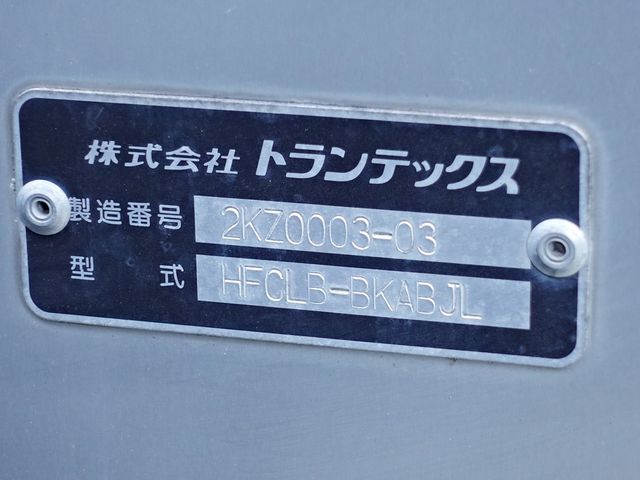 株式会社 トランテックス
製造番号 2KZ0003-03
型式 HFCLB-BKABJL